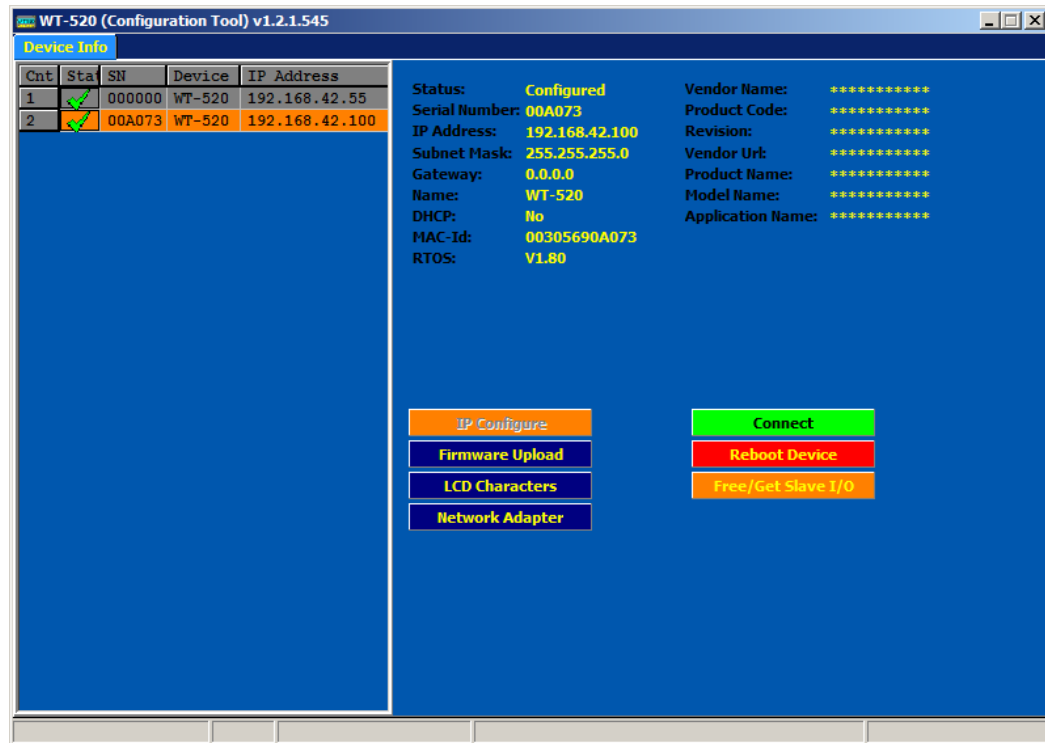 WT-520 (Configuration Tool) v1.2.1.545
Device Info
Cnt Stat SN Device IP Address
1 000000 WT-520 192.168.42.55
2 00A073 WT-520 192.168.42.100
Status: Configured
Serial Number: 00A073
IP Address: 192.168.42.100
Subnet Mask: 255.255.255.0
Gateway: 0.0.0.0
Name: WT-520
DHCP: No
MAC-Id: 00305690A073
RTOS: V1.80
Vendor Name: ***********
Product Code: ***********
Revision: ***********
Vendor Url: ***********
Product Name: ***********
Model Name: ***********
Application Name: ***********
IP Configure
Firmware Upload
LCD Characters
Network Adapter
Connect
Reboot Device
Free/Get Slave I/O